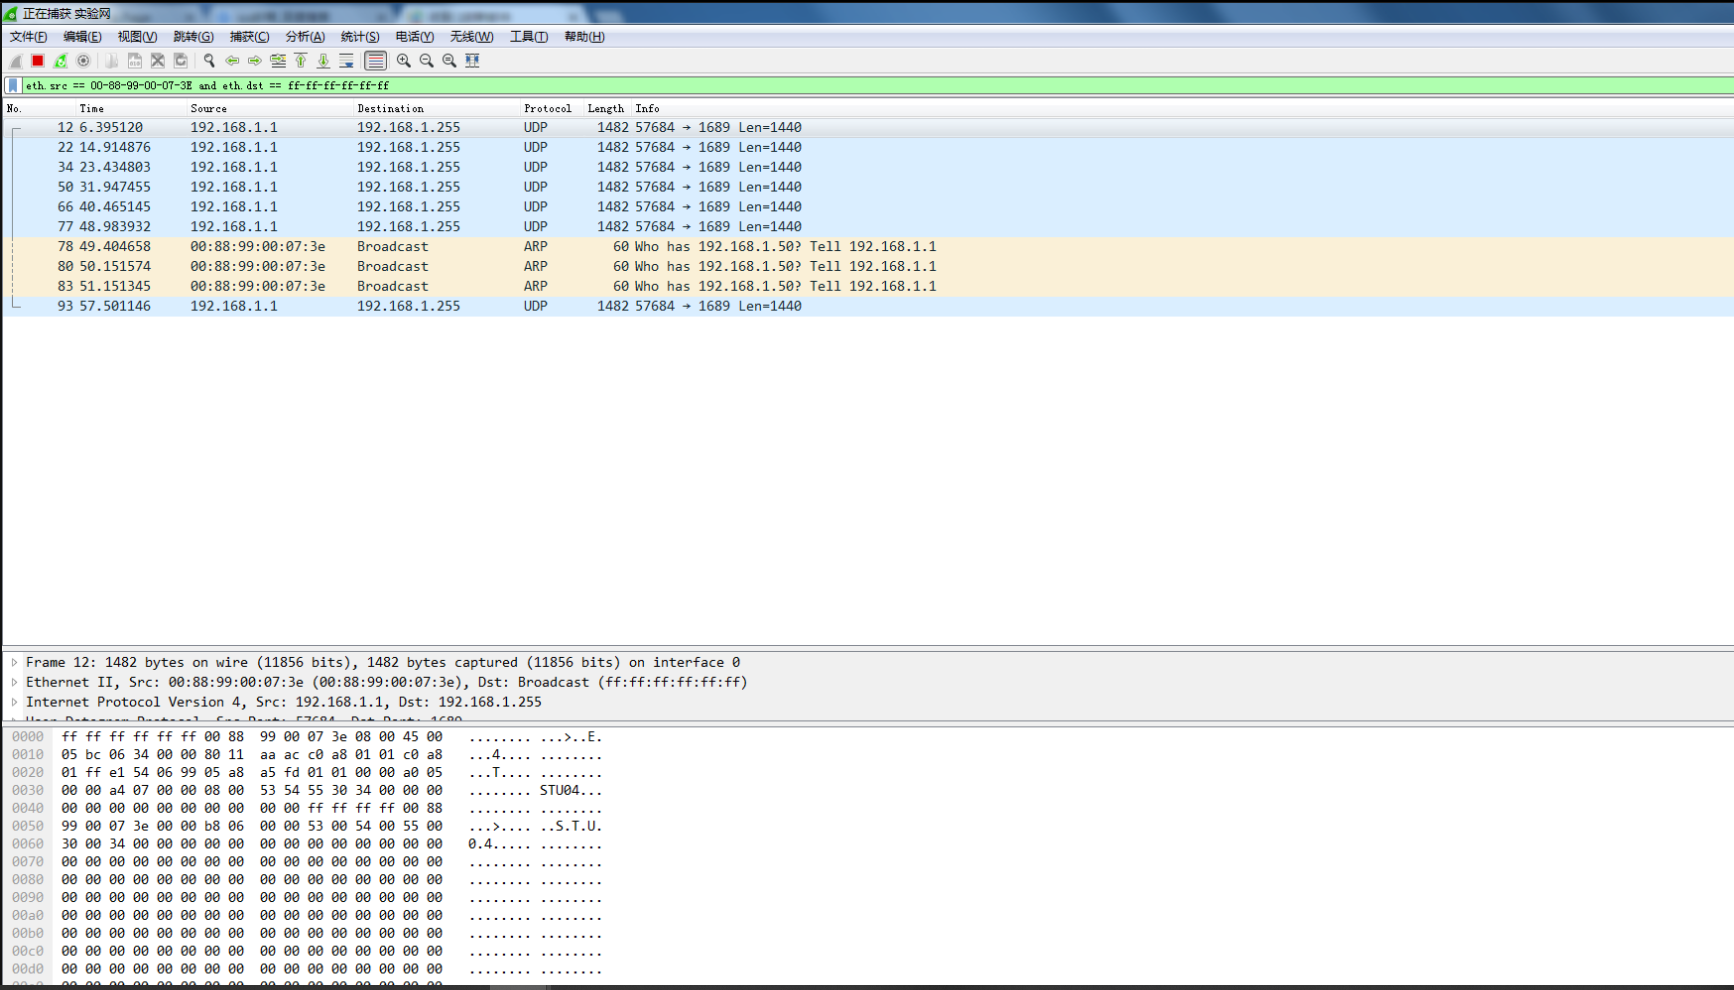 正在捕获 实验网
文件(F) 编辑(E) 视图(V) 跳转(G) 捕获(C) 分析(A) 统计(S) 电话(Y) 无线(W) 工具(T) 帮助(H)
eth.src == 00-88-99-00-07-3E and eth.dst == ff-ff-ff-ff-ff-ff
No. Time Source Destination Protocol Length Info
12 6.395120 192.168.1.1 192.168.1.255 UDP 1482 57684 → 1689 Len=1440
22 14.914876 192.168.1.1 192.168.1.255 UDP 1482 57684 → 1689 Len=1440
34 23.434803 192.168.1.1 192.168.1.255 UDP 1482 57684 → 1689 Len=1440
50 31.947455 192.168.1.1 192.168.1.255 UDP 1482 57684 → 1689 Len=1440
66 40.465145 192.168.1.1 192.168.1.255 UDP 1482 57684 → 1689 Len=1440
77 48.983932 192.168.1.1 192.168.1.255 UDP 1482 57684 → 1689 Len=1440
78 49.404658 00:88:99:00:07:3e Broadcast ARP 60 Who has 192.168.1.50? Tell 192.168.1.1
80 50.151574 00:88:99:00:07:3e Broadcast ARP 60 Who has 192.168.1.50? Tell 192.168.1.1
83 51.151345 00:88:99:00:07:3e Broadcast ARP 60 Who has 192.168.1.50? Tell 192.168.1.1
93 57.501146 192.168.1.1 192.168.1.255 UDP 1482 57684 → 1689 Len=1440
Frame 12: 1482 bytes on wire (11856 bits), 1482 bytes captured (11856 bits) on interface 0
Ethernet II, Src: 00:88:99:00:07:3e (00:88:99:00:07:3e), Dst: Broadcast (ff:ff:ff:ff:ff:ff)
Internet Protocol Version 4, Src: 192.168.1.1, Dst: 192.168.1.255
User Datagram Protocol, Src Port: 57684, Dst Port: 1689
0000 ff ff ff ff ff ff 00 88 99 00 07 3e 08 00 45 00 ........ ...>..E.
0010 05 bc 06 34 00 00 80 11 aa ac c0 a8 01 01 c0 a8 ...4.... ........
0020 01 ff e1 54 06 99 05 a8 a5 fd 01 01 00 00 a0 05 ...T.... ........
0030 00 00 a4 07 00 00 08 00 53 54 55 30 34 00 00 00 ........ STU04...
0040 00 00 00 00 00 00 00 00 00 00 ff ff ff ff 00 88 ........ ........
0050 99 00 07 3e 00 00 b8 06 00 00 53 00 54 00 55 00 ...>.... ..S.T.U.
0060 30 00 34 00 00 00 00 00 00 00 00 00 00 00 00 00 0.4..... ........
0070 00 00 00 00 00 00 00 00 00 00 00 00 00 00 00 00 ........ ........
0080 00 00 00 00 00 00 00 00 00 00 00 00 00 00 00 00 ........ ........
0090 00 00 00 00 00 00 00 00 00 00 00 00 00 00 00 00 ........ ........
00a0 00 00 00 00 00 00 00 00 00 00 00 00 00 00 00 00 ........ ........
00b0 00 00 00 00 00 00 00 00 00 00 00 00 00 00 00 00 ........ ........
00c0 00 00 00 00 00 00 00 00 00 00 00 00 00 00 00 00 ........ ........
00d0 00 00 00 00 00 00 00 00 00 00 00 00 00 00 00 00 ........ ........